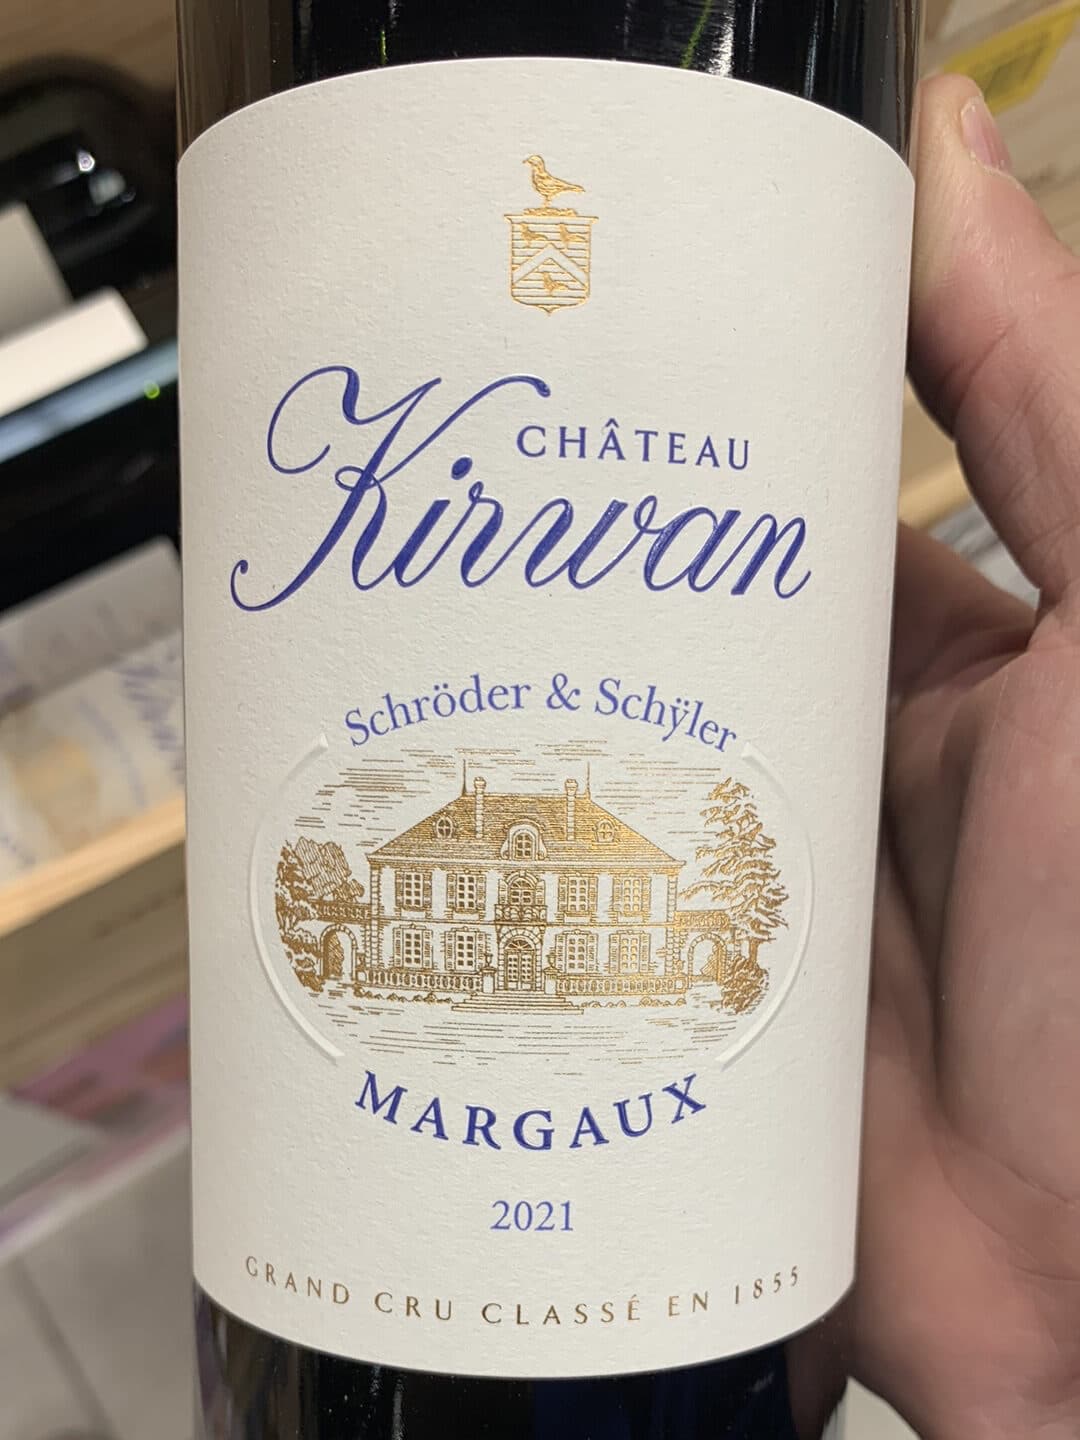 CHÂTEAU
Kirwan
Schröder & Schÿler
MARGAUX
2021
GRAND CRU CLASSÉ EN 1855